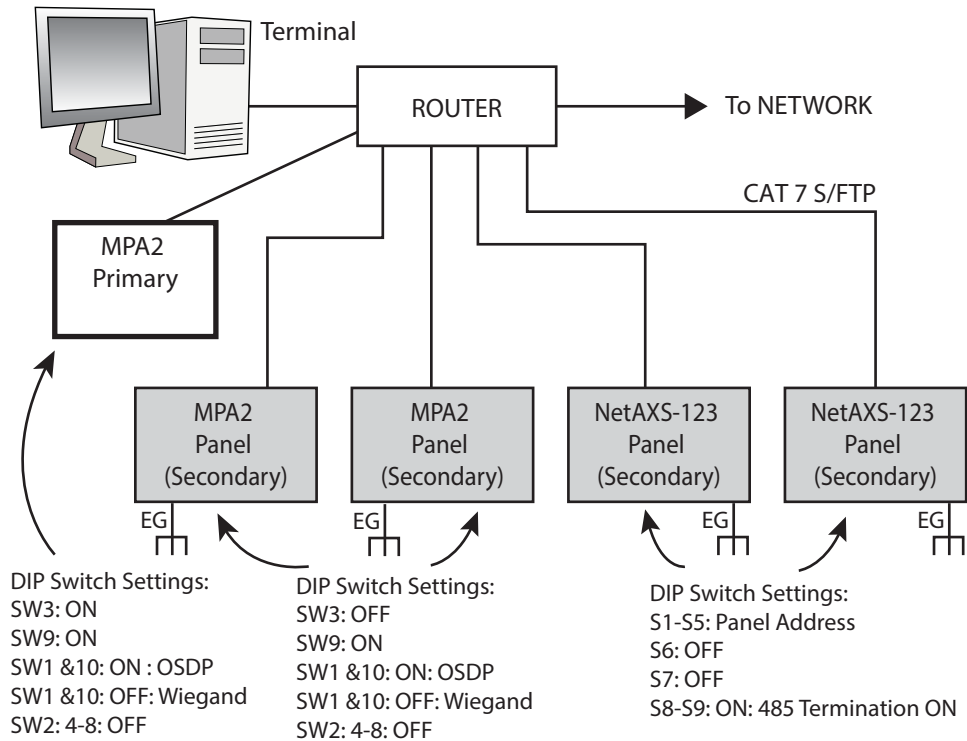 Terminal
ROUTER
To NETWORK
CAT 7 S/FTP
MPA2
Primary
MPA2
Panel
(Secondary)
MPA2
Panel
(Secondary)
NetAXS-123
Panel
(Secondary)
NetAXS-123
Panel
(Secondary)
EG
EG
EG
EG
DIP Switch Settings:
SW3: ON
SW9: ON
SW1 &10: ON : OSDP
SW1 &10: OFF: Wiegand
SW2: 4-8: OFF
DIP Switch Settings:
SW3: OFF
SW9: ON
SW1 &10: ON: OSDP
SW1 &10: OFF: Wiegand
SW2: 4-8: OFF
DIP Switch Settings:
S1-S5: Panel Address
S6: OFF
S7: OFF
S8-S9: ON: 485 Termination ON